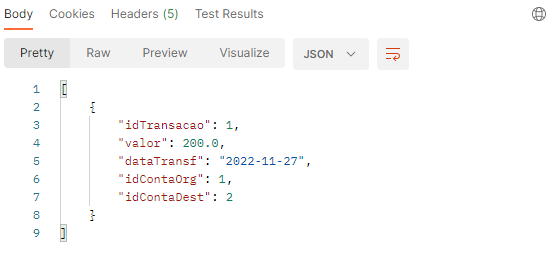 Body Cookies Headers (5) Test Results
Pretty Raw Preview Visualize JSON
1 [
2 {
3 "idTransacao": 1,
4 "valor": 200.0,
5 "dataTransf": "2022-11-27",
6 "idContaOrg": 1,
7 "idContaDest": 2
8 }
9 ]